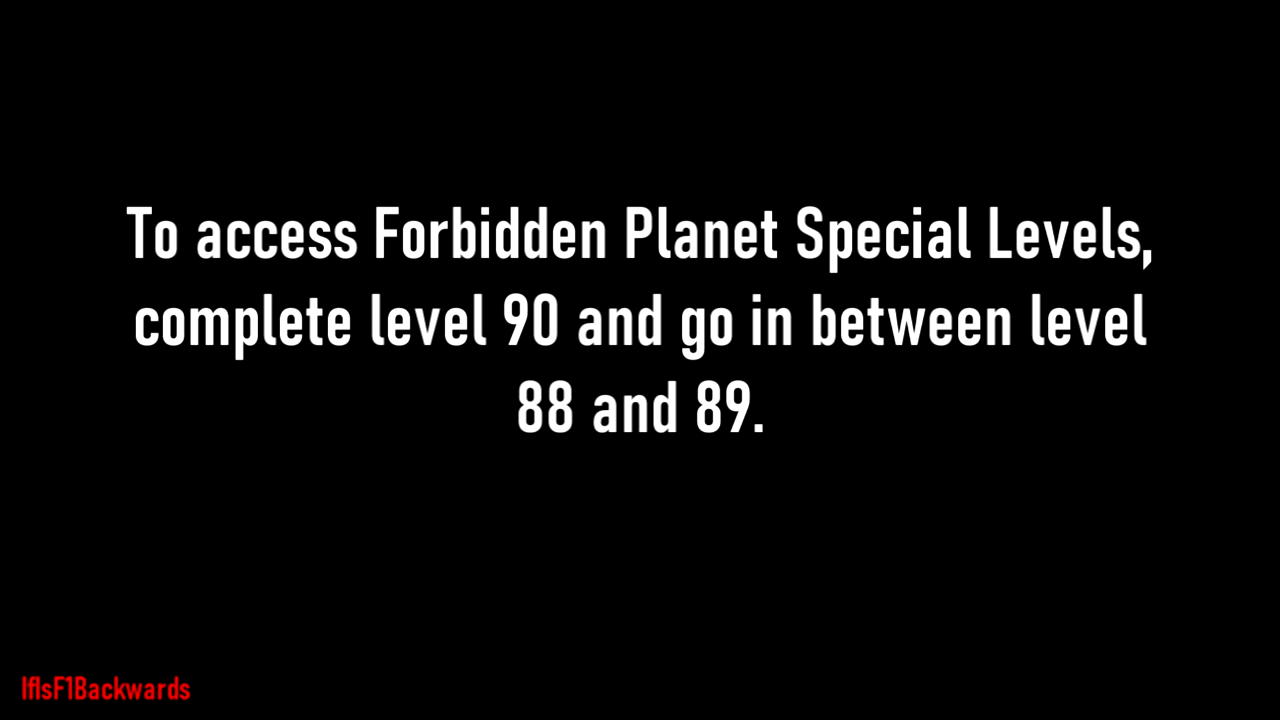 To access Forbidden Planet Special Levels,
complete level 90 and go in between level
88 and 89.
IfIsF1Backwards